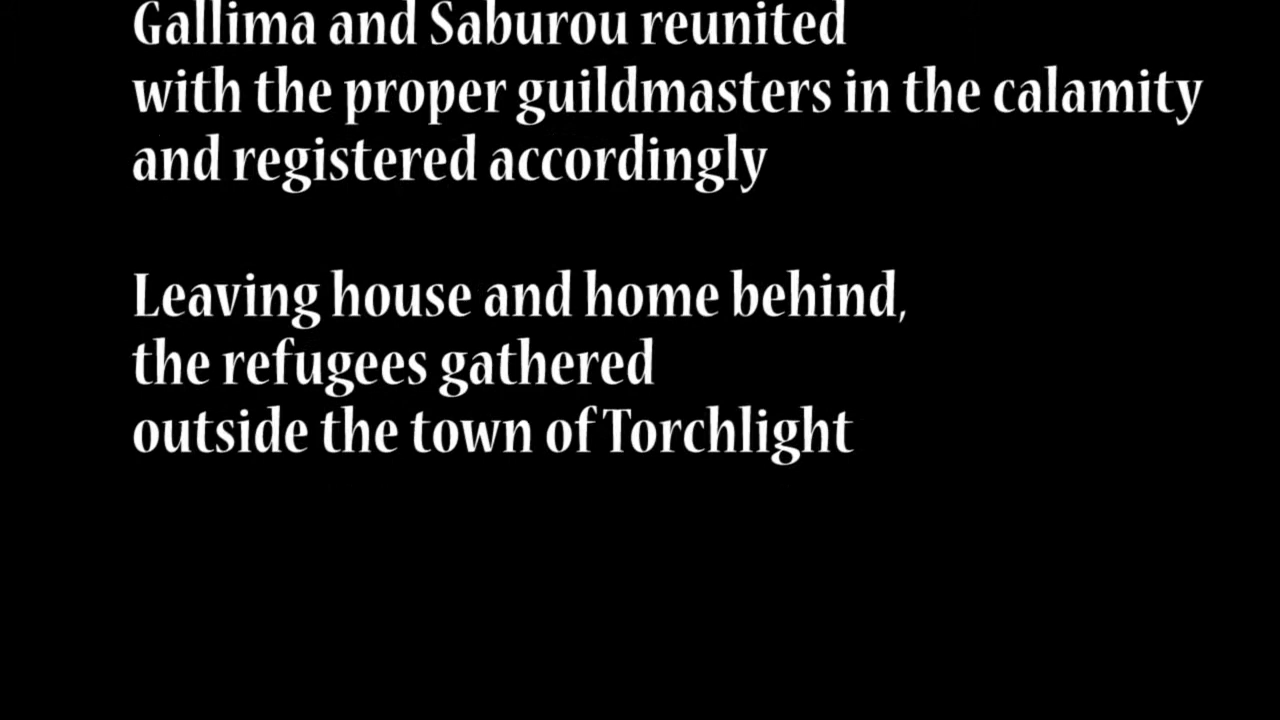 Gallima and Saburou reunited
with the proper guildmasters in the calamity
and registered accordingly
Leaving house and home behind,
the refugees gathered
outside the town of Torchlight